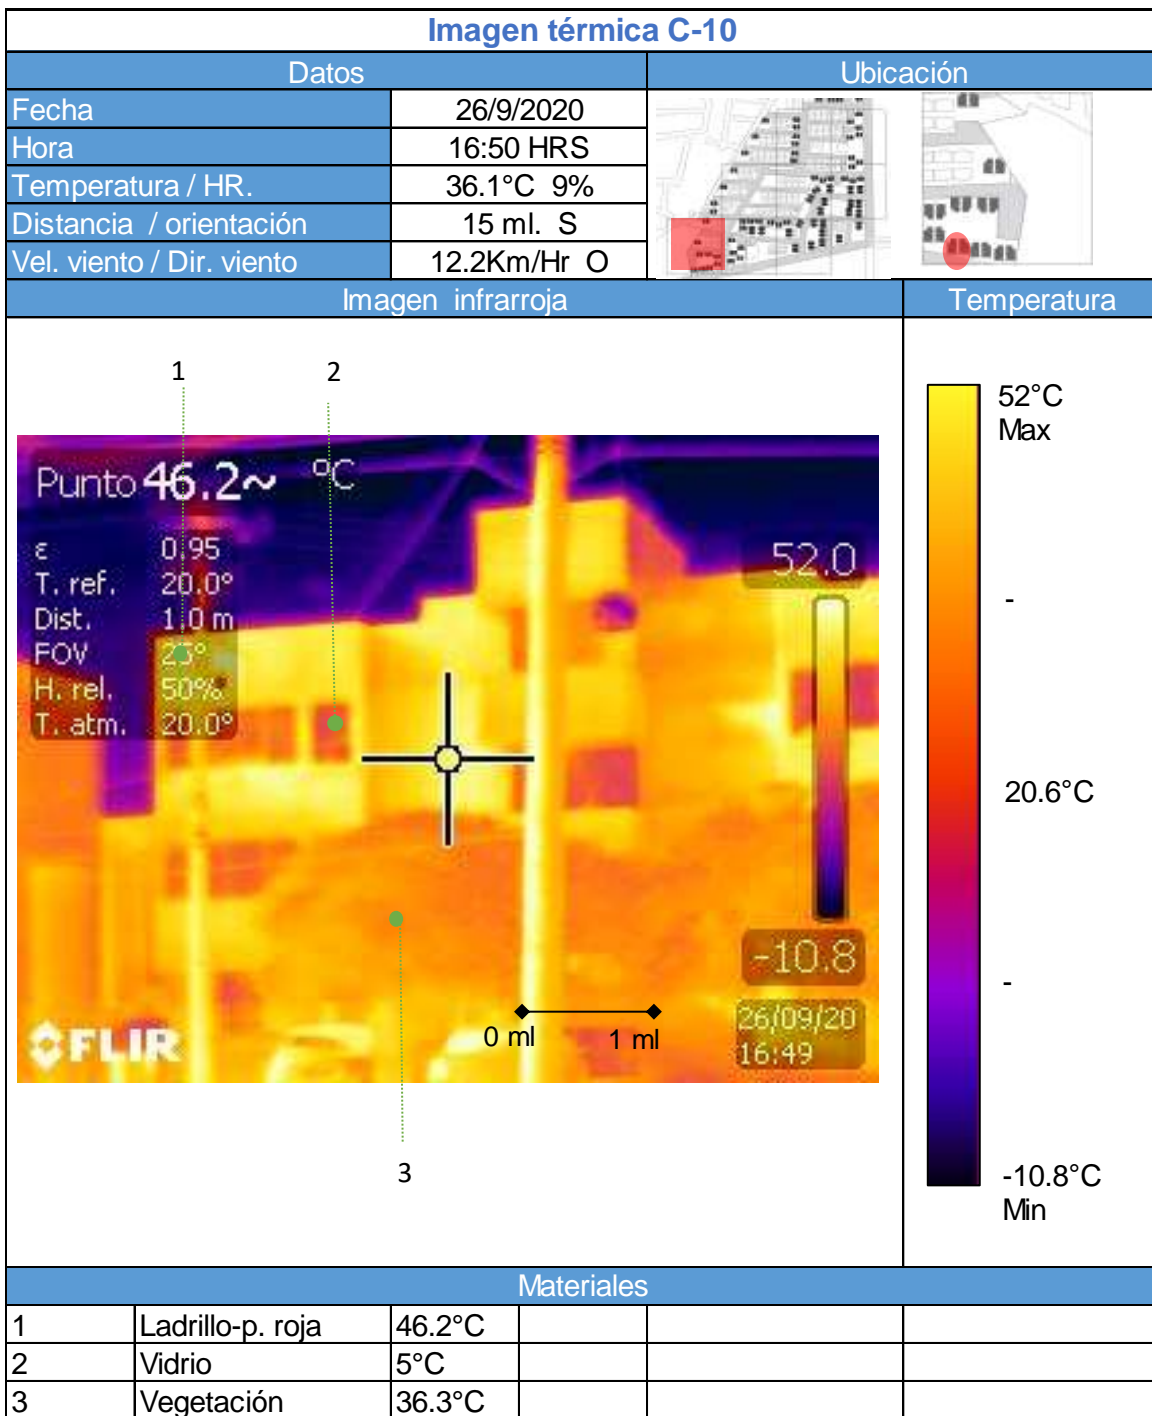 Imagen térmica C-10
Datos
Ubicación
Fecha 26/9/2020
Hora 16:50 HRS
Temperatura / HR. 36.1°C 9%
Distancia / orientación 15 ml. S
Vel. viento / Dir. viento 12.2Km/Hr O
Imagen infrarroja
Temperatura
1 2
Punto 46.2~ °C
ε 0.95
T. ref. 20.0°
Dist. 1.0 m
FOV 25°
H. rel. 50%
T. atm. 20.0°
52.0
-10.8
0 ml 1 ml
26/09/20
16:49
FLIR
3
52°C
Max
-
20.6°C
-
-10.8°C
Min
Materiales
1 Ladrillo-p. roja 46.2°C
2 Vidrio 5°C
3 Vegetación 36.3°C